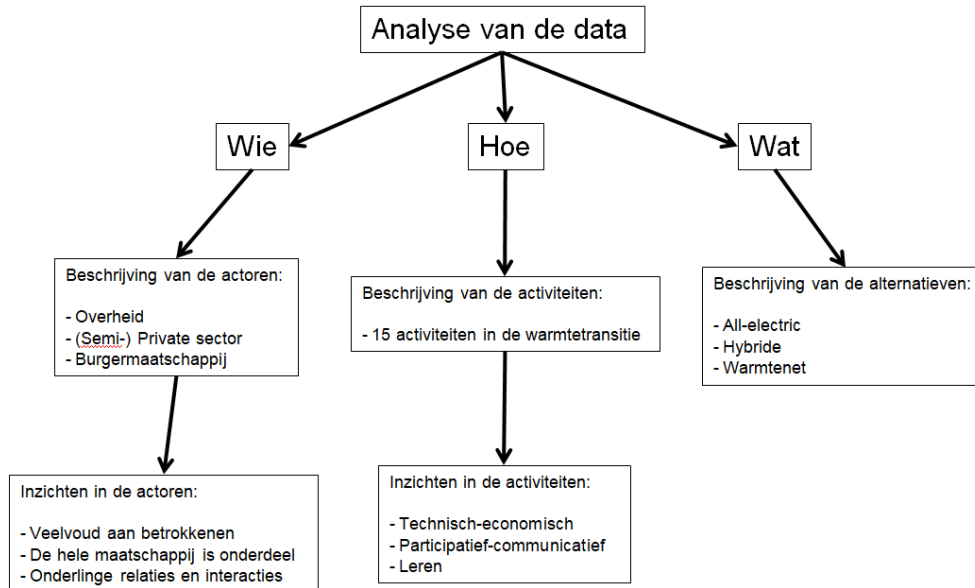 Analyse van de data
Wie
Hoe
Wat
Beschrijving van de actoren:
- Overheid
- (Semi-) Private sector
- Burgermaatschappij
Beschrijving van de activiteiten:
- 15 activiteiten in de warmtetransitie
Beschrijving van de alternatieven:
- All-electric
- Hybride
- Warmtenet
Inzichten in de actoren:
- Veelvoud aan betrokkenen
- De hele maatschappij is onderdeel
- Onderlinge relaties en interacties
Inzichten in de activiteiten:
- Technisch-economisch
- Participatief-communicatief
- Leren